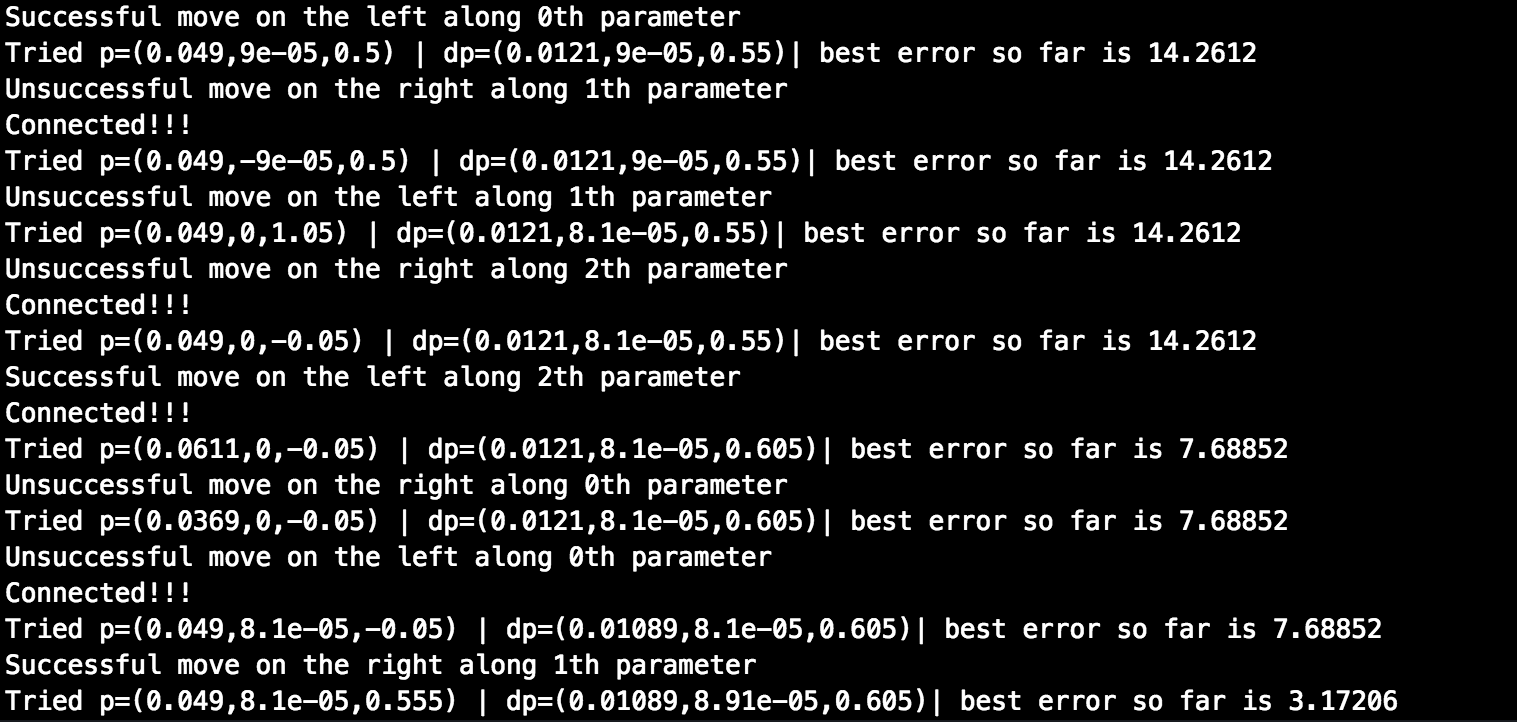 Successful move on the left along 0th parameter
Tried p=(0.049,9e-05,0.5) | dp=(0.0121,9e-05,0.55)| best error so far is 14.2612
Unsuccessful move on the right along 1th parameter
Connected!!!
Tried p=(0.049,-9e-05,0.5) | dp=(0.0121,9e-05,0.55)| best error so far is 14.2612
Unsuccessful move on the left along 1th parameter
Tried p=(0.049,0,1.05) | dp=(0.0121,8.1e-05,0.55)| best error so far is 14.2612
Unsuccessful move on the right along 2th parameter
Connected!!!
Tried p=(0.049,0,-0.05) | dp=(0.0121,8.1e-05,0.55)| best error so far is 14.2612
Successful move on the left along 2th parameter
Connected!!!
Tried p=(0.0611,0,-0.05) | dp=(0.0121,8.1e-05,0.605)| best error so far is 7.68852
Unsuccessful move on the right along 0th parameter
Tried p=(0.0369,0,-0.05) | dp=(0.0121,8.1e-05,0.605)| best error so far is 7.68852
Unsuccessful move on the left along 0th parameter
Connected!!!
Tried p=(0.049,8.1e-05,-0.05) | dp=(0.01089,8.1e-05,0.605)| best error so far is 7.68852
Successful move on the right along 1th parameter
Tried p=(0.049,8.1e-05,0.555) | dp=(0.01089,8.91e-05,0.605)| best error so far is 3.17206